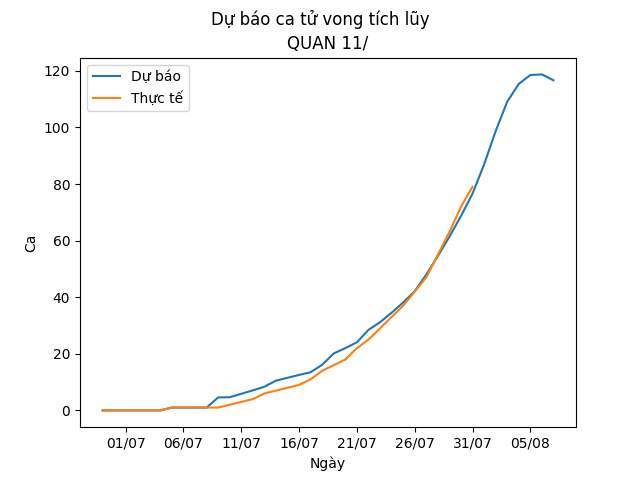 Dự báo ca tử vong tích lũy
QUAN 11/
Dự báo
Thực tế
120
100
80
60
40
20
0
Ca
01/07 06/07 11/07 16/07 21/07 26/07 31/07 05/08
Ngày